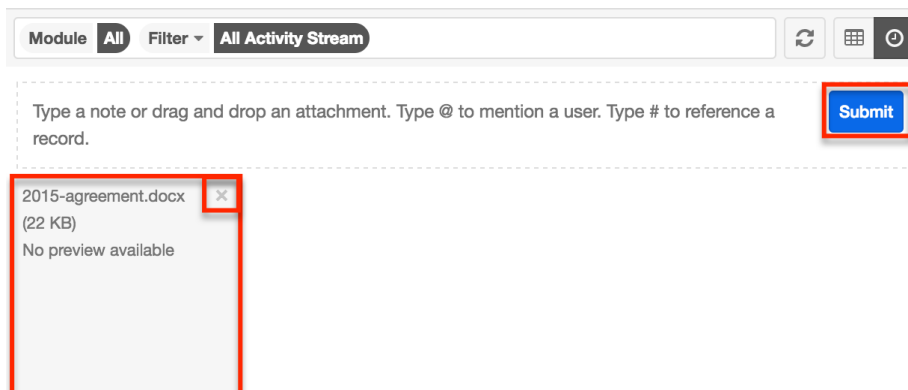 Module All Filter All Activity Stream
Type a note or drag and drop an attachment. Type @ to mention a user. Type # to reference a
record.
Submit
2015-agreement.docx
(22 KB)
No preview available